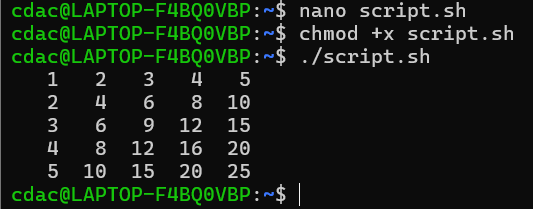 cdac@LAPTOP-F4BQ0VBP:~$ nano script.sh
cdac@LAPTOP-F4BQ0VBP:~$ chmod +x script.sh
cdac@LAPTOP-F4BQ0VBP:~$ ./script.sh
   1   2   3   4   5
   2   4   6   8  10
   3   6   9  12  15
   4   8  12  16  20
   5  10  15  20  25
cdac@LAPTOP-F4BQ0VBP:~$